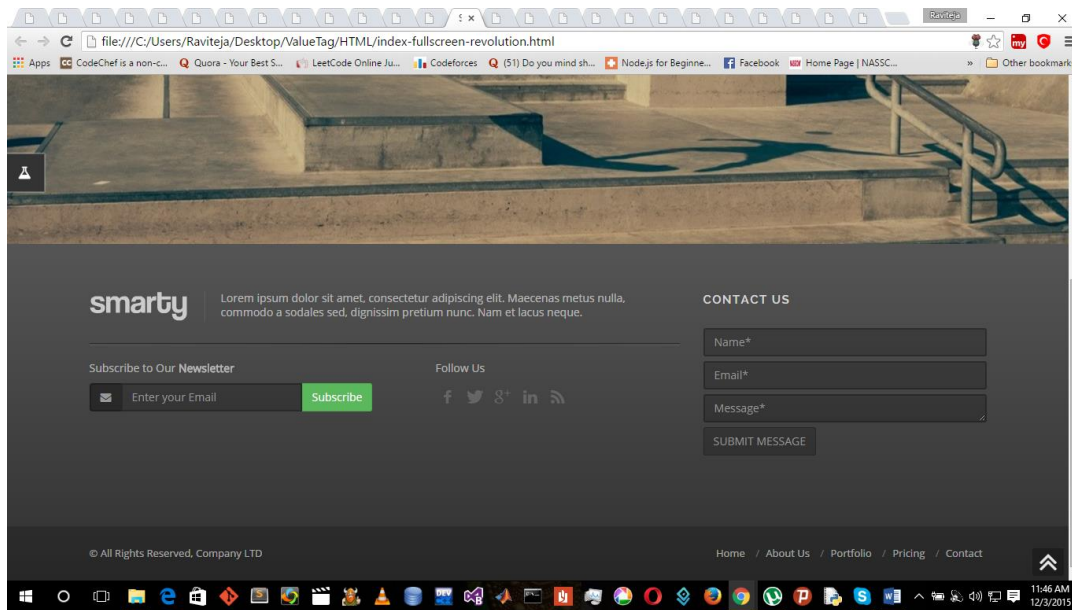 Raviteja
file:///C:/Users/Raviteja/Desktop/ValueTag/HTML/index-fullscreen-revolution.html
Apps CC CodeChef is a non-c... Q Quora - Your Best S... LeetCode Online Ju... Codeforces Q (51) Do you mind sh... Node.js for Beginne... Facebook Home Page | NASSC... » Other bookmark
my
smarty
Lorem ipsum dolor sit amet, consectetur adipiscing elit. Maecenas metus nulla,
commodo a sodales sed, dignissim pretium nunc. Nam et lacus neque.
CONTACT US
Name*
Email*
Message*
SUBMIT MESSAGE
Subscribe to Our Newsletter
Enter your Email
Subscribe
Follow Us
© All Rights Reserved, Company LTD
Home / About Us / Portfolio / Pricing / Contact
11:46 AM
12/3/2015